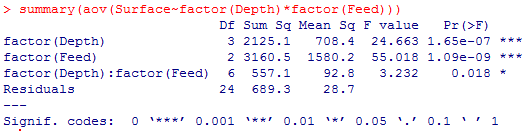 > summary(aov(Surface~factor(Depth)*factor(Feed)))
Df Sum Sq Mean Sq F value Pr(>F)
factor(Depth) 3 2125.1 708.4 24.663 1.65e-07 ***
factor(Feed) 2 3160.5 1580.2 55.018 1.09e-09 ***
factor(Depth):factor(Feed) 6 557.1 92.8 3.232 0.018 *
Residuals 24 689.3 28.7
---
Signif. codes: 0 ‘***’ 0.001 ‘**’ 0.01 ‘*’ 0.05 ‘.’ 0.1 ‘ ’ 1